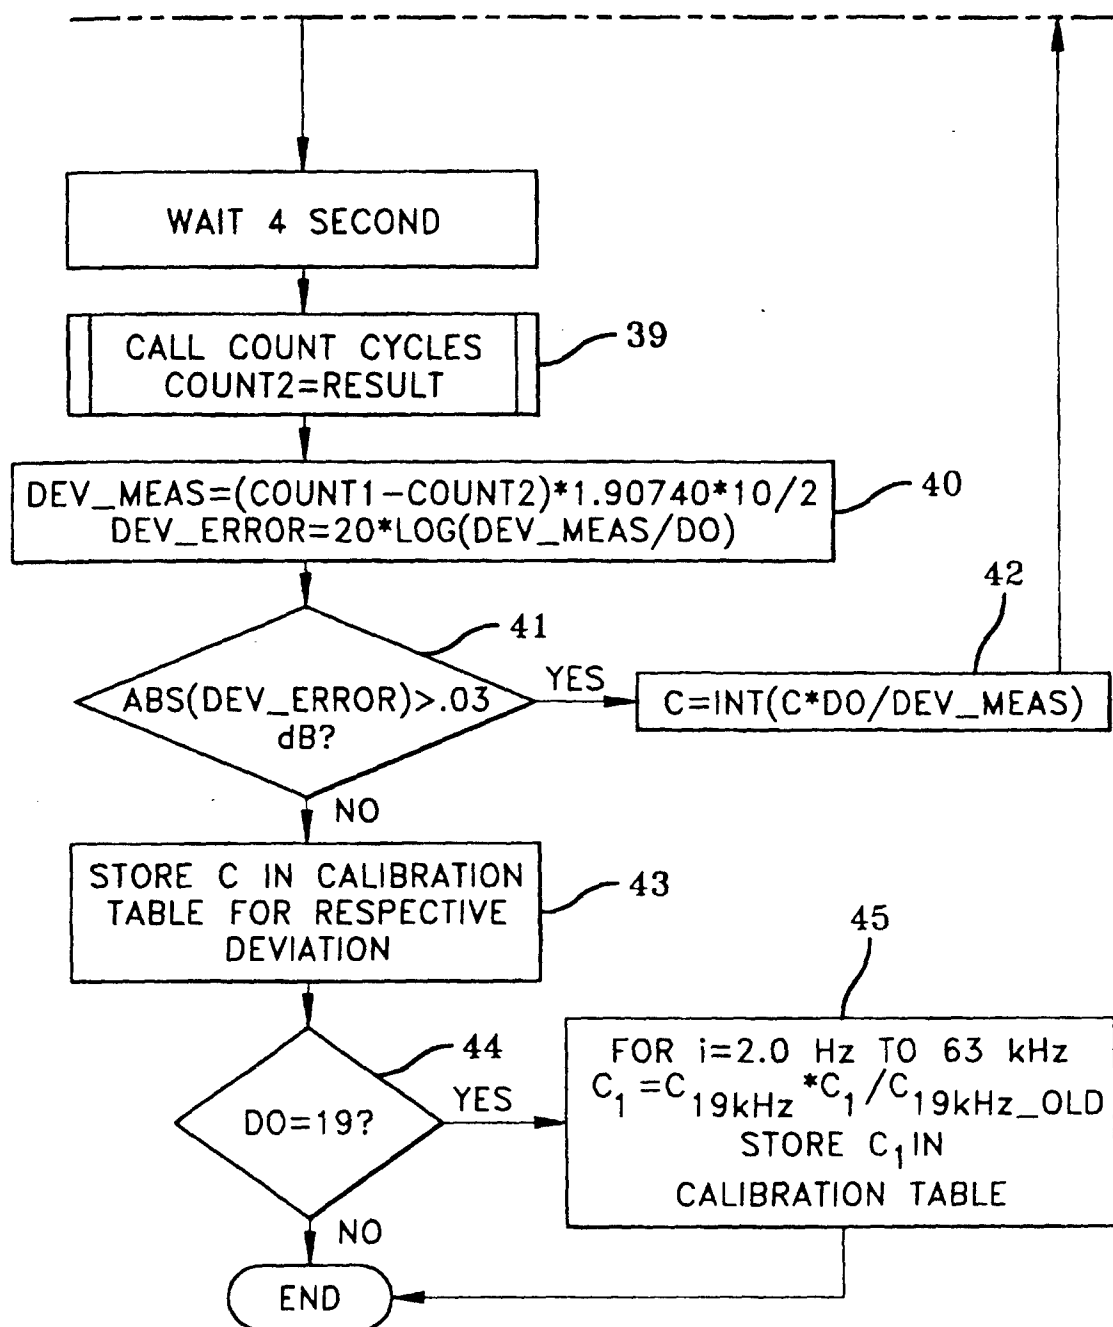 WAIT 4 SECOND
CALL COUNT CYCLES
COUNT2=RESULT
39
DEV_MEAS=(COUNT1-COUNT2)*1.90740*10/2
DEV_ERROR=20*LOG(DEV_MEAS/DO)
40
41
ABS(DEV_ERROR)>.03
dB?
YES
42
C=INT(C*DO/DEV_MEAS)
NO
STORE C IN CALIBRATION
TABLE FOR RESPECTIVE
DEVIATION
43
44
DO=19?
YES
45
FOR i=2.0 Hz TO 63 kHz
C1=C19kHz*C1/C19kHz_OLD
STORE C1 IN
CALIBRATION TABLE
NO
END